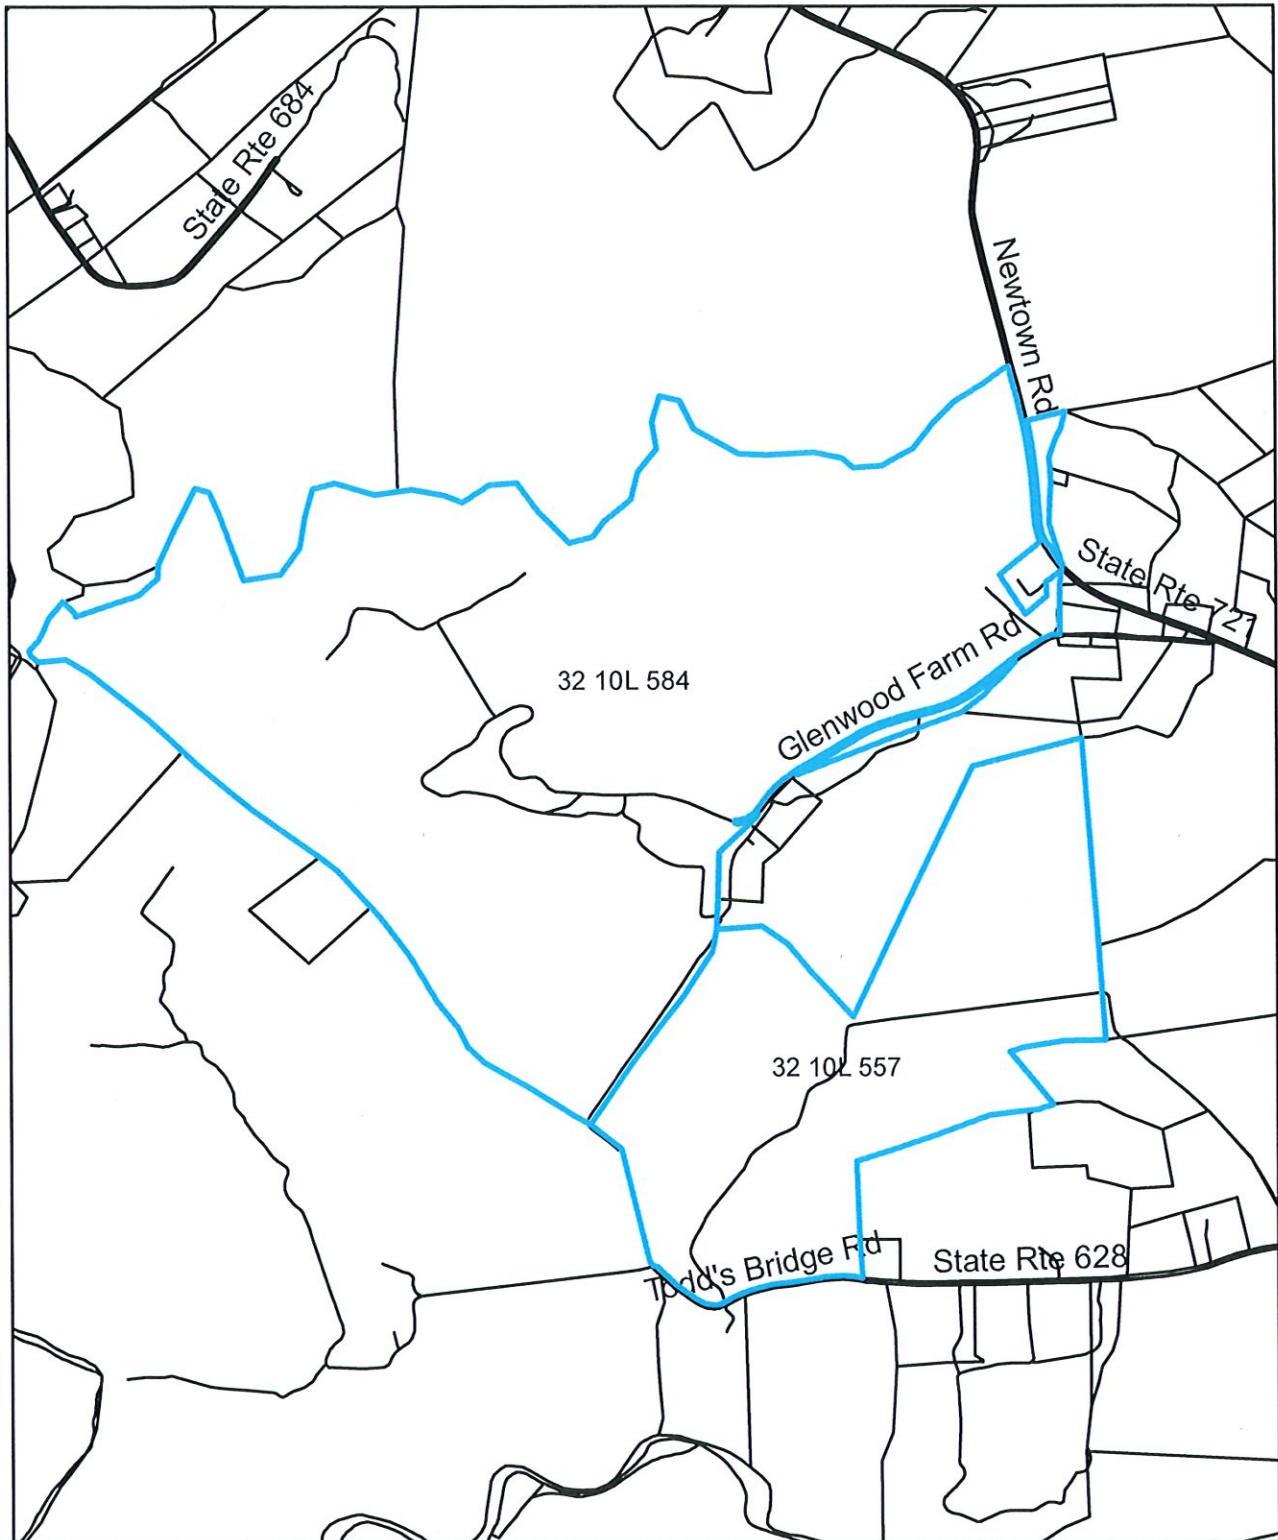 State Rte 684
Newtown Rd
State Rte 721
Glenwood Farm Rd
32 10L 584
32 10L 557
Todd's Bridge Rd
State Rte 628